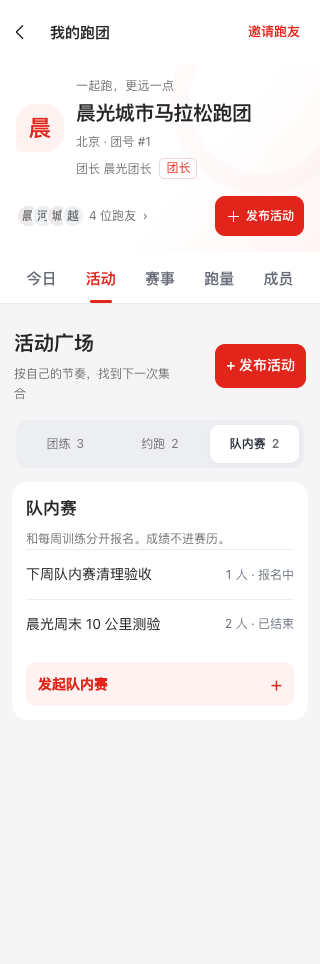 我的跑团
邀请跑友
一起跑，更远一点
晨
晨光城市马拉松跑团
北京 · 团号 #1
团长 晨光团长 团长
晨 河 城 越 4 位跑友 ›
+ 发布活动
今日 活动 赛事 跑量 成员
活动广场
按自己的节奏，找到下一次集
合
+ 发布活动
团练 3 约跑 2 队内赛 2
队内赛
和每周训练分开报名。成绩不进赛历。
下周队内赛清理验收 1 人 · 报名中
晨光周末 10 公里测验 2 人 · 已结束
发起队内赛 +